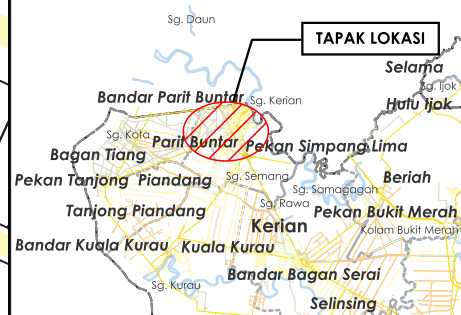 Sg. Daun
TAPAK LOKASI
Selama
Sg. Ijok
Bandar Parit Buntar
Sg. Kerian
Hulu Ijok
Sg. Kota
Parit Buntar
Pekan Simpang Lima
Bagan Tiang
Pekan Tanjong Piandang
Sg. Semang
Beriah
Sg. Samagagah
Sg. Rawa
Tanjong Piandang
Pekan Bukit Merah
Kerian
Kolam Bukit Merah
Bandar Kuala Kurau
Kuala Kurau
Bandar Bagan Serai
Sg. Kurau
Selinsing